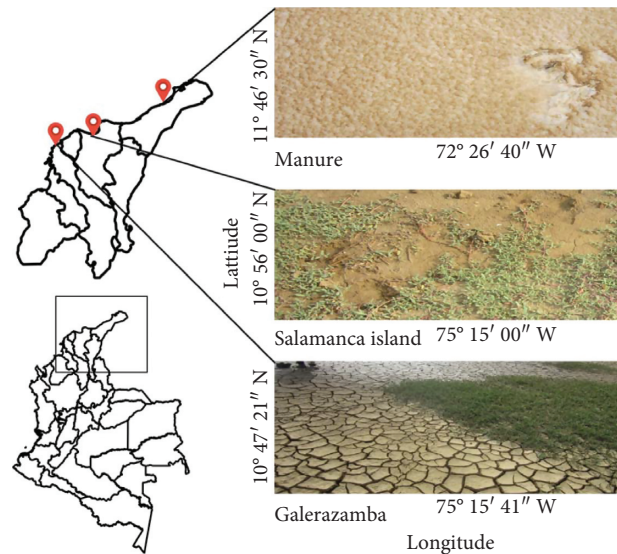 11° 46′ 30″ N
Manure
72° 26′ 40″ W
Lattiude
10° 56′ 00″ N
Salamanca island
75° 15′ 00″ W
10° 47′ 21″ N
Galerazamba
75° 15′ 41″ W
Longitude